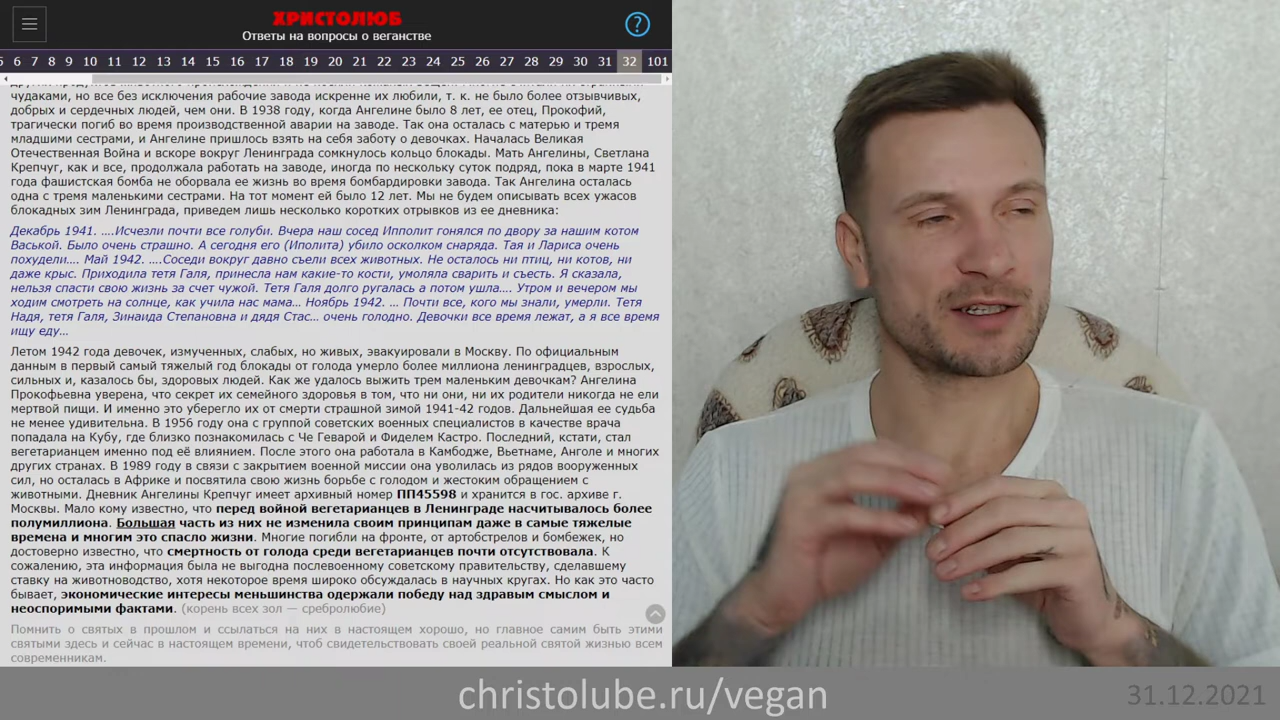 ХРИСТОЛЮБ
Ответы на вопросы о веганстве
?
5 6 7 8 9 10 11 12 13 14 15 16 17 18 19 20 21 22 23 24 25 26 27 28 29 30 31 32 101
чудаками, но все без исключения рабочие завода искренне их любили, т. к. не было более отзывчивых,
добрых и сердечных людей, чем они. В 1938 году, когда Ангелине было 8 лет, ее отец, Прокофий,
трагически погиб во время производственной аварии на заводе. Так она осталась с матерью и тремя
младшими сестрами, и Ангелине пришлось взять на себя заботу о девочках. Началась Великая
Отечественная Война и вскоре вокруг Ленинграда сомкнулось кольцо блокады. Мать Ангелины, Светлана
Крепчуг, как и все, продолжала работать на заводе, иногда по нескольку суток подряд, пока в марте 1941
года фашистская бомба не оборвала ее жизнь во время бомбардировки завода. Так Ангелина осталась
одна с тремя маленькими сестрами. На тот момент ей было 12 лет. Мы не будем описывать всех ужасов
блокадных зим Ленинграда, приведем лишь несколько коротких отрывков из ее дневника:
Декабрь 1941. ….Исчезли почти все голуби. Вчера наш сосед Ипполит гонялся по двору за нашим котом
Васькой. Было очень страшно. А сегодня его (Иполита) убило осколком снаряда. Тая и Лариса очень
похудели…. Май 1942. ….Соседи вокруг давно съели всех животных. Не осталось ни птиц, ни котов, ни
даже крыс. Приходила тетя Галя, принесла нам какие-то кости, умоляла сварить и съесть. Я сказала,
нельзя спасти свою жизнь за счет чужой. Тетя Галя долго ругалась а потом ушла…. Утром и вечером мы
ходим смотреть на солнце, как учила нас мама… Ноябрь 1942. … Почти все, кого мы знали, умерли. Тетя
Надя, тетя Галя, Зинаида Степановна и дядя Стас… очень голодно. Девочки все время лежат, а я все время
ищу еду…
Летом 1942 года девочек, измученных, слабых, но живых, эвакуировали в Москву. По официальным
данным в первый самый тяжелый год блокады от голода умерло более миллиона ленинградцев, взрослых,
сильных и, казалось бы, здоровых людей. Как же удалось выжить трем маленьким девочкам? Ангелина
Прокофьевна уверена, что секрет их семейного здоровья в том, что ни они, ни их родители никогда не ели
мертвой пищи. И именно это уберегло их от смерти страшной зимой 1941-42 годов. Дальнейшая ее судьба
не менее удивительна. В 1956 году она с группой советских военных специалистов в качестве врача
попадала на Кубу, где близко познакомилась с Че Геварой и Фиделем Кастро. Последний, кстати, стал
вегетарианцем именно под её влиянием. После этого она работала в Камбодже, Вьетнаме, Анголе и многих
других странах. В 1989 году в связи с закрытием военной миссии она уволилась из рядов вооруженных
сил, но осталась в Африке и посвятила свою жизнь борьбе с голодом и жестоким обращением с
животными. Дневник Ангелины Крепчуг имеет архивный номер ПП45598 и хранится в гос. архиве г.
Москвы. Мало кому известно, что перед войной вегетарианцев в Ленинграде насчитывалось более
полумиллиона. Большая часть из них не изменила своим принципам даже в самые тяжелые
времена и многим это спасло жизни. Многие погибли на фронте, от артобстрелов и бомбежек, но
достоверно известно, что смертность от голода среди вегетарианцев почти отсутствовала. К
сожалению, эта информация была не выгодна послевоенному советскому правительству, сделавшему
ставку на животноводство, хотя некоторое время широко обсуждалась в научных кругах. Но как это часто
бывает, экономические интересы меньшинства одержали победу над здравым смыслом и
неоспоримыми фактами. (корень всех зол — сребролюбие)
Помнить о святых в прошлом и ссылаться на них в настоящем хорошо, но главное самим быть этими
святыми здесь и сейчас в настоящем времени, чтоб свидетельствовать своей реальной святой жизнью всем
современникам.
christolube.ru/vegan
31.12.2021